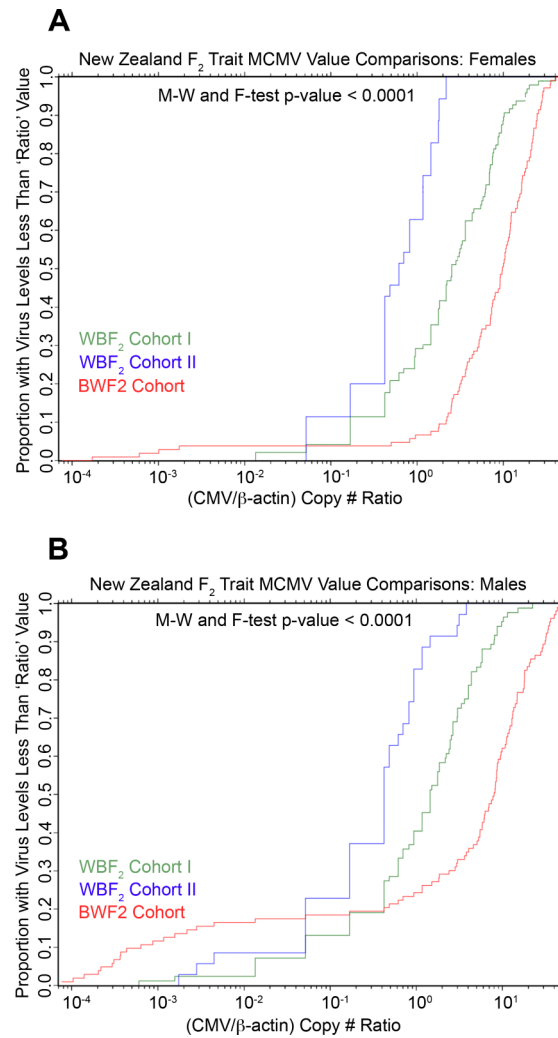 A
New Zealand F₂ Trait MCMV Value Comparisons: Females
M-W and F-test p-value < 0.0001
Proportion with Virus Levels Less Than 'Ratio' Value
1.0
0.9
0.8
0.7
0.6
0.5
0.4
0.3
0.2
0.1
0.0
WBF₂ Cohort I
WBF₂ Cohort II
BWF2 Cohort
10⁻⁴ 10⁻³ 10⁻² 10⁻¹ 10⁰ 10¹
(CMV/β-actin) Copy # Ratio
B
New Zealand F₂ Trait MCMV Value Comparisons: Males
M-W and F-test p-value < 0.0001
Proportion with Virus Levels Less Than 'Ratio' Value
1.0
0.9
0.8
0.7
0.6
0.5
0.4
0.3
0.2
0.1
0.0
WBF₂ Cohort I
WBF₂ Cohort II
BWF2 Cohort
10⁻⁴ 10⁻³ 10⁻² 10⁻¹ 10⁰ 10¹
(CMV/β-actin) Copy # Ratio